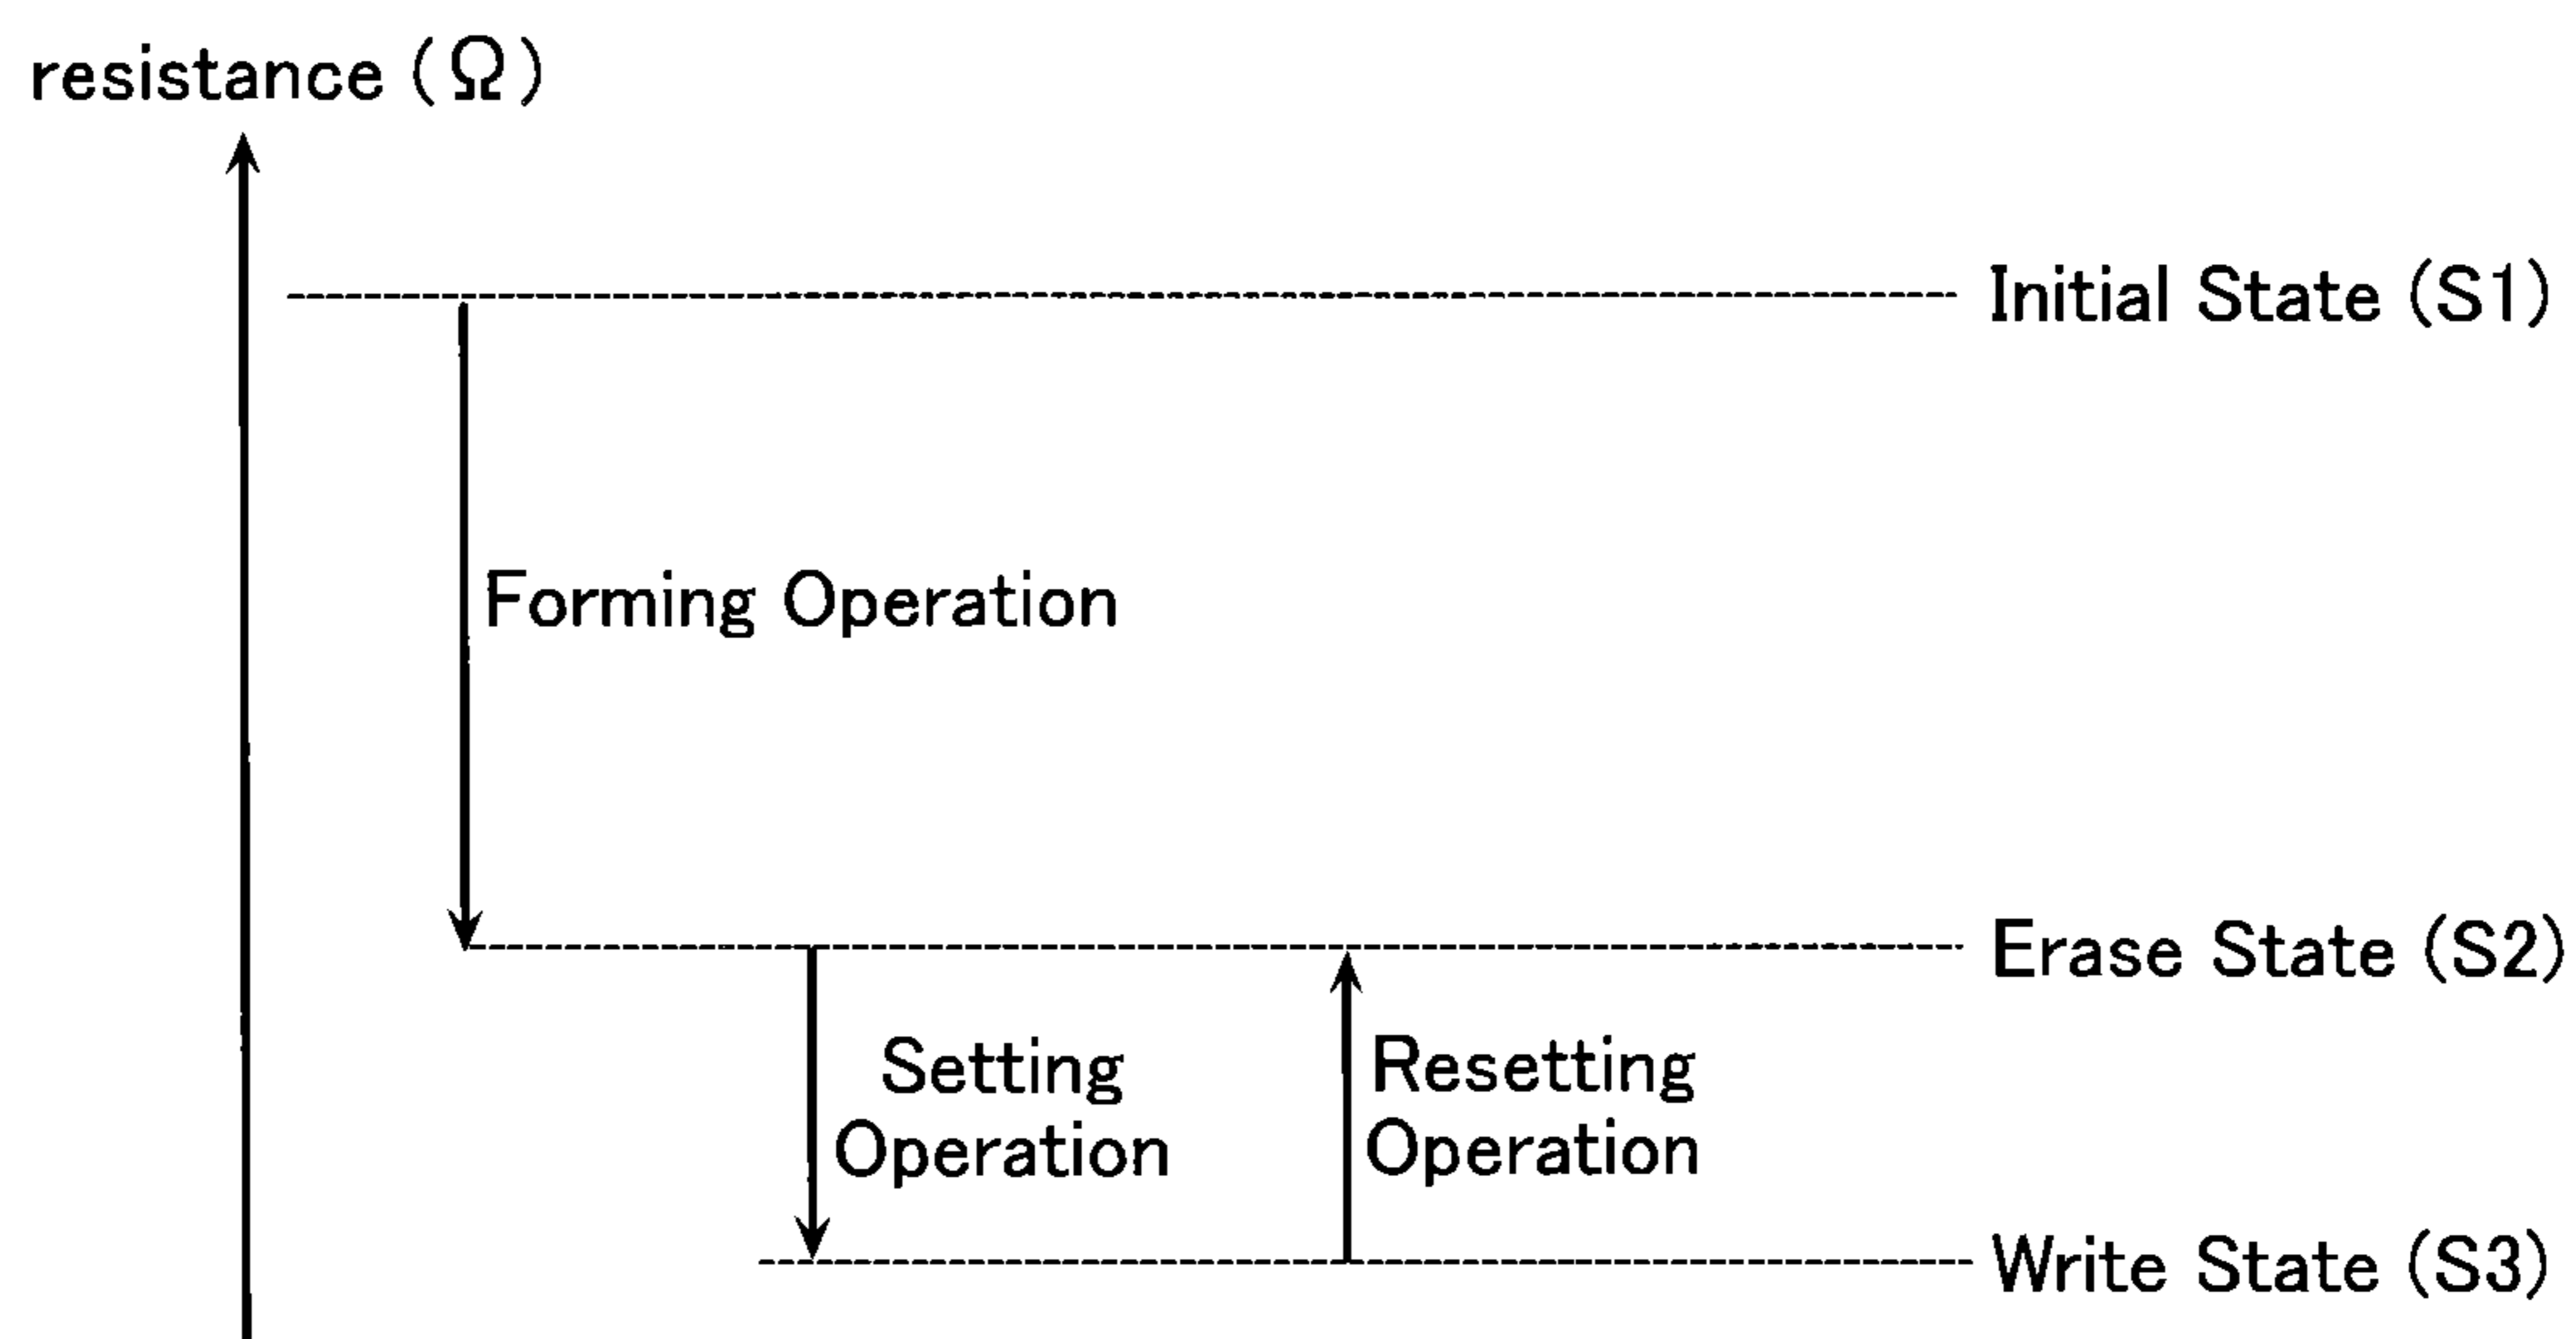 resistance (Ω)
Initial State (S1)
Forming Operation
Erase State (S2)
Setting
Operation
Resetting
Operation
Write State (S3)